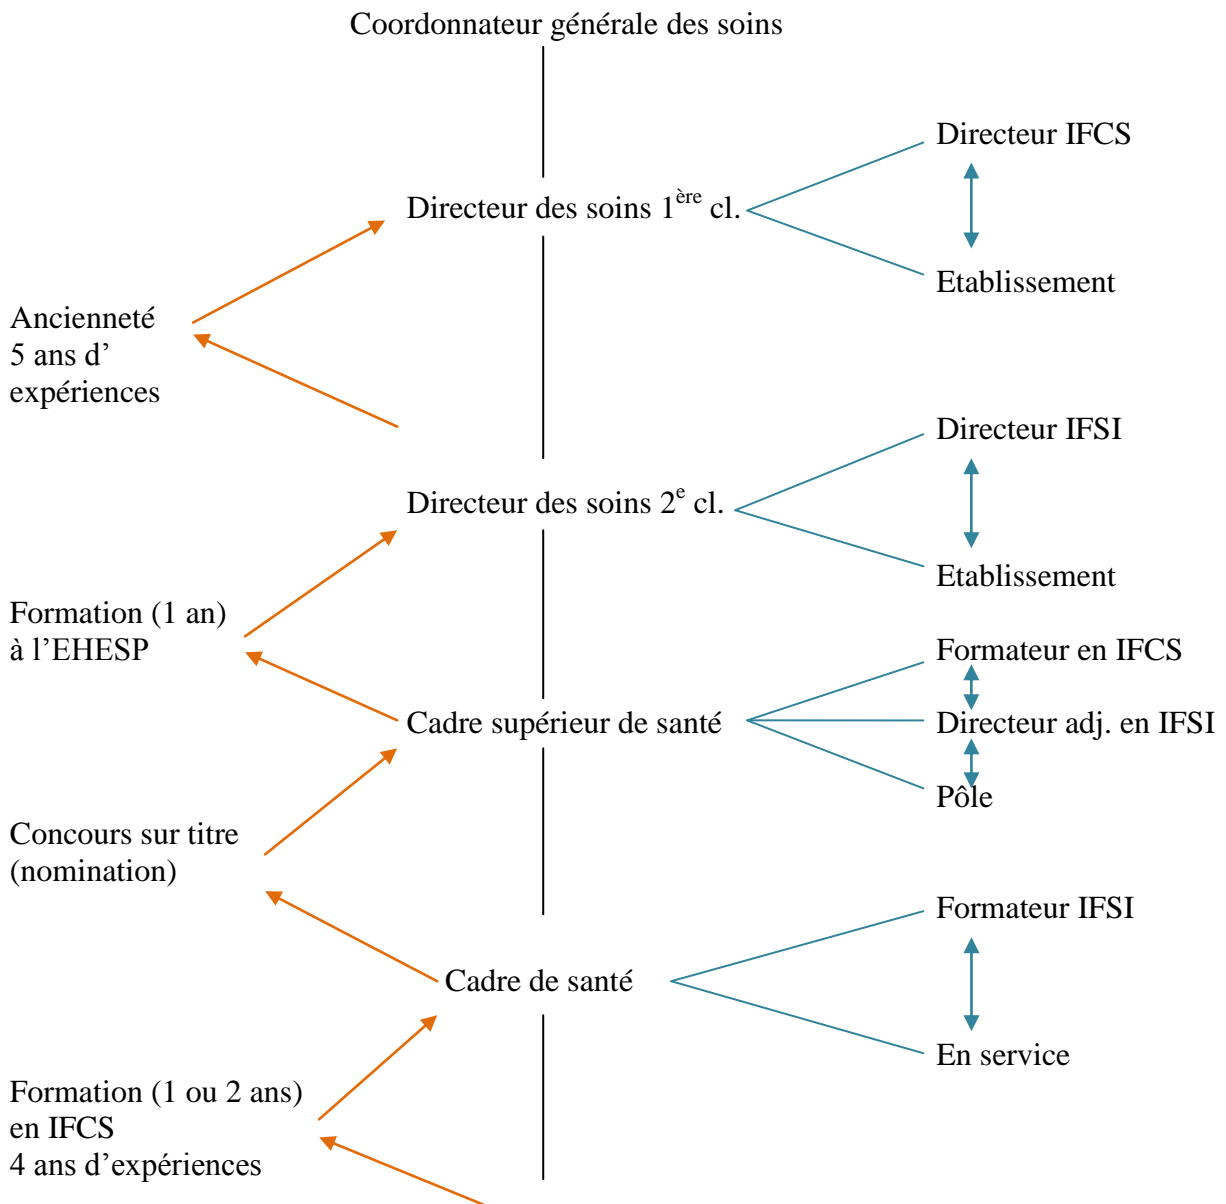 Coordonnateur générale des soins
Directeur IFCS
Directeur des soins 1ère cl.
Etablissement
Ancienneté
5 ans d’
expériences
Directeur IFSI
Directeur des soins 2e cl.
Etablissement
Formation (1 an)
à l’EHESP
Formateur en IFCS
Cadre supérieur de santé
Directeur adj. en IFSI
Pôle
Concours sur titre
(nomination)
Formateur IFSI
Cadre de santé
En service
Formation (1 ou 2 ans)
en IFCS
4 ans d’expériences